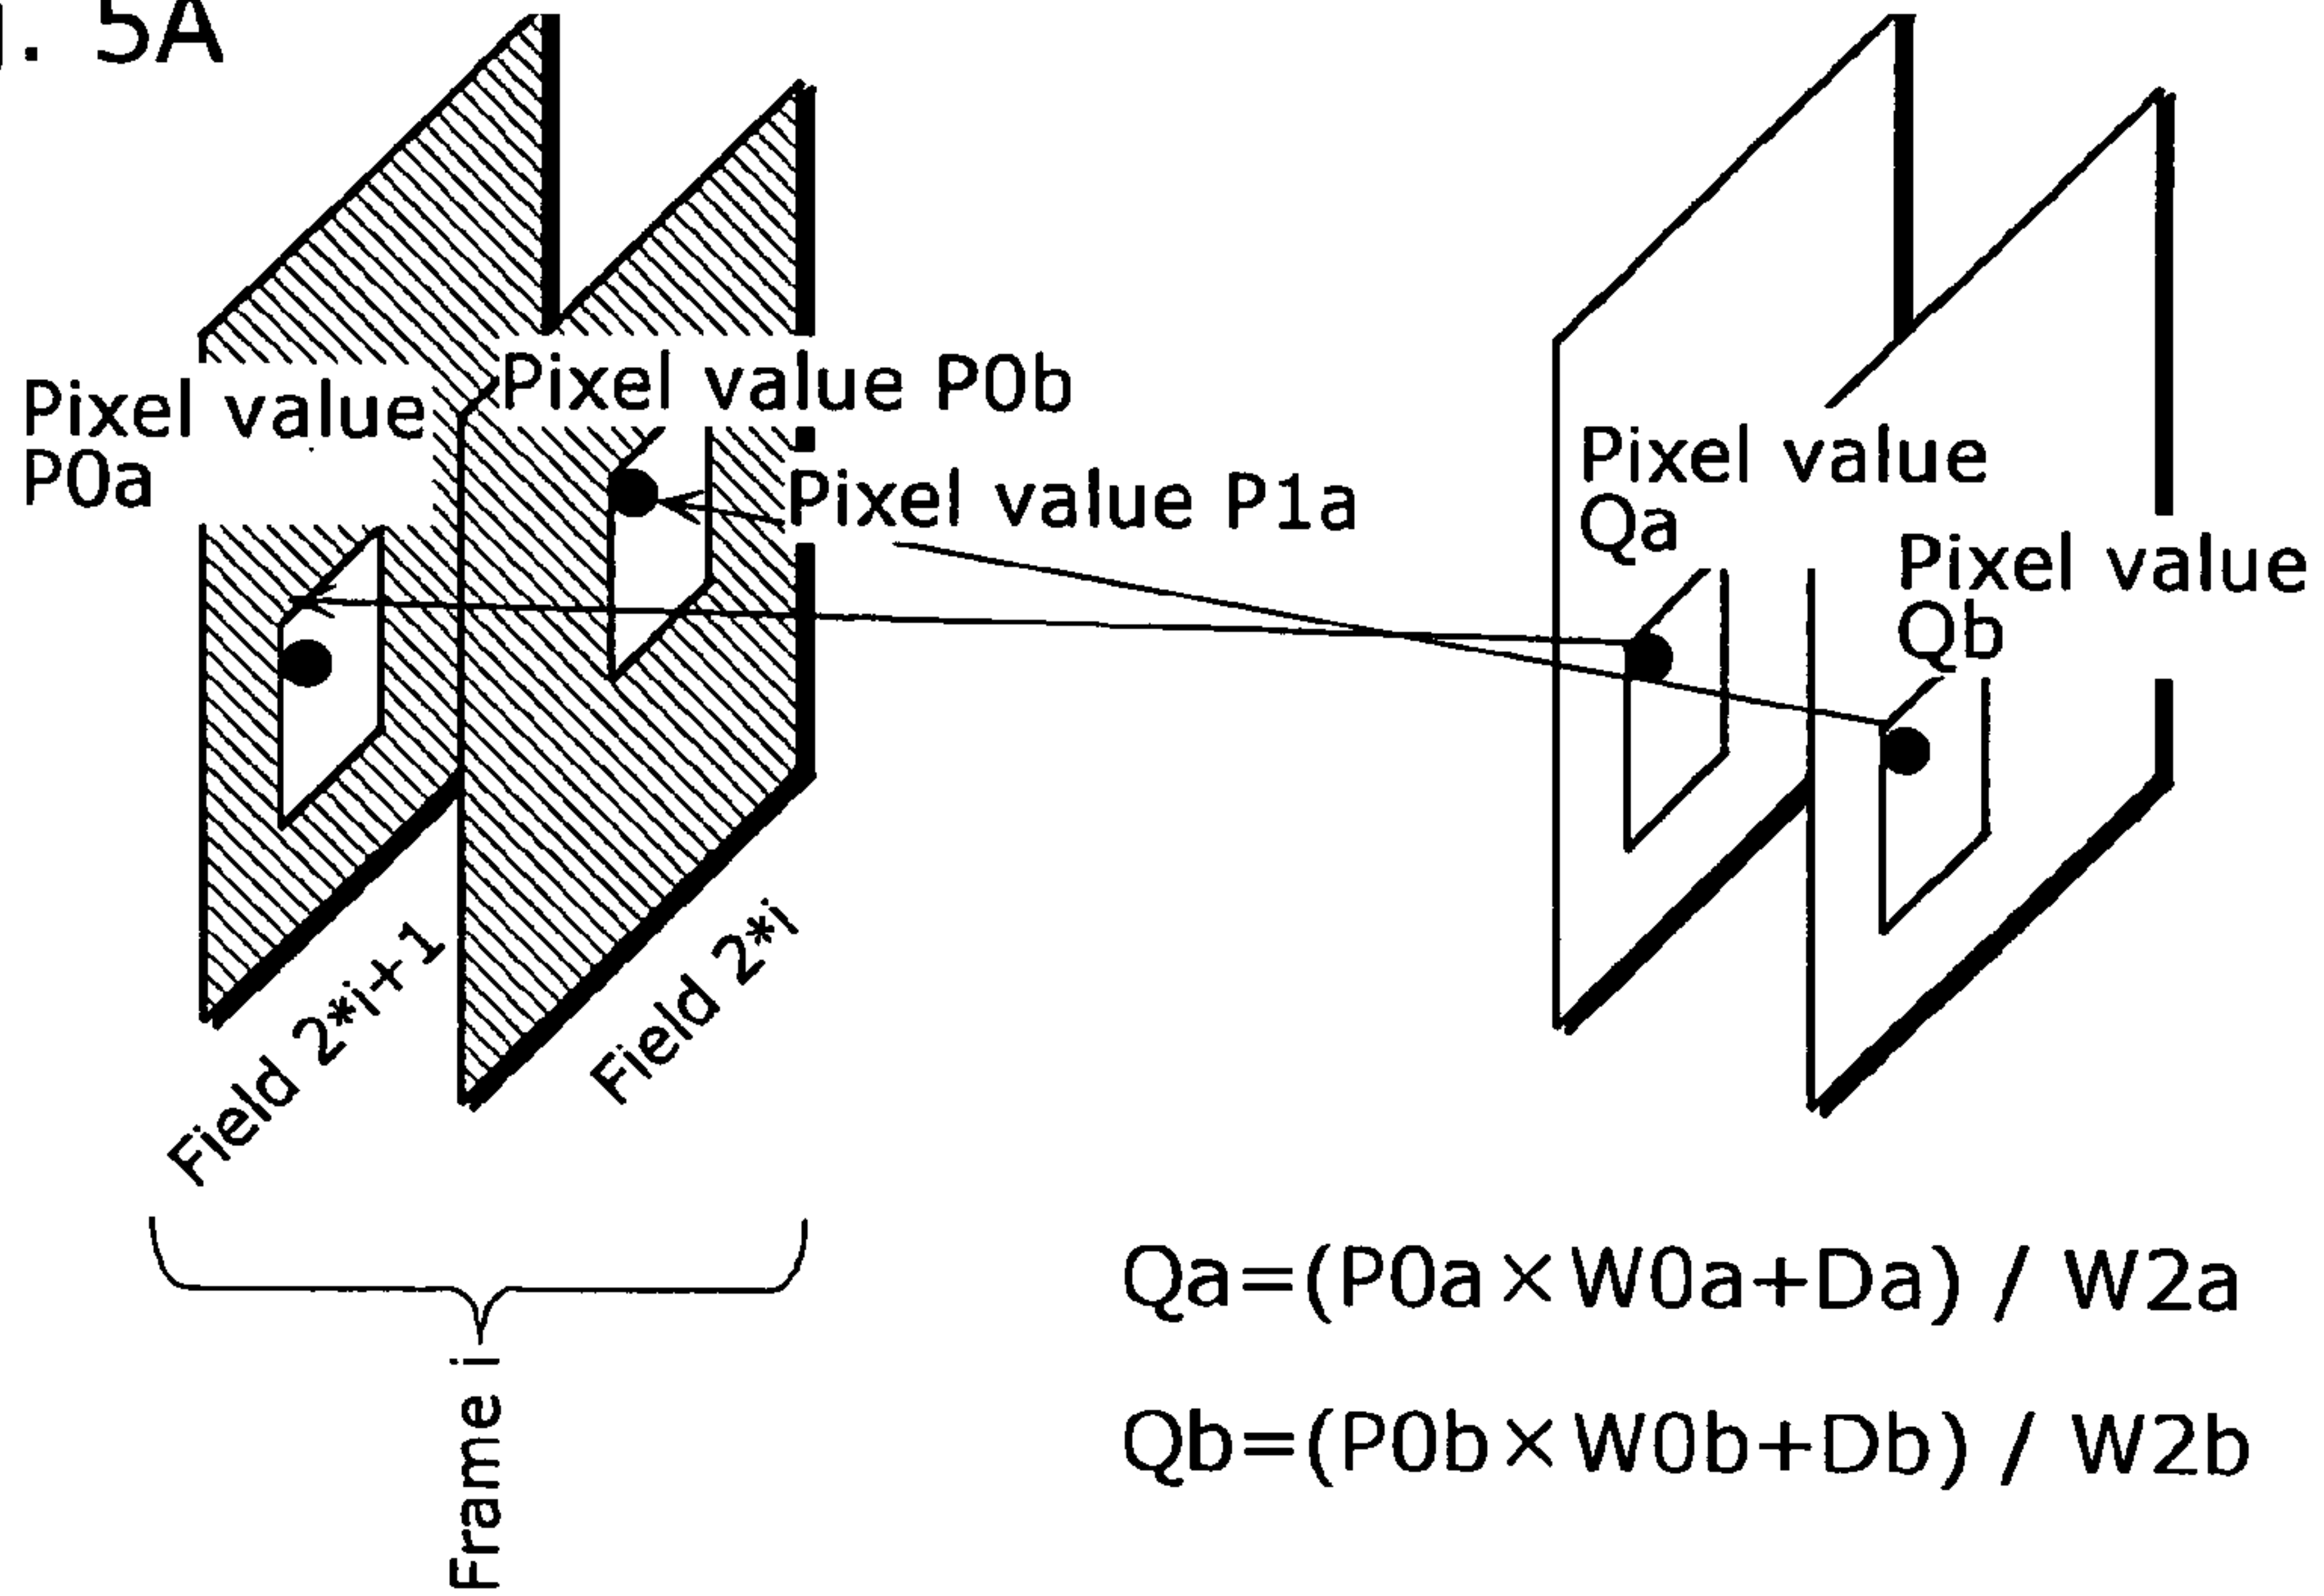 . 5A
Pixel value P0b
Pixel value
P0a
Pixel value P1a
Pixel value
Qa
Pixel value
Qb
Field 2*i+1
Field 2*i
Frame i
Qa=(P0a×W0a+Da) / W2a
Qb=(P0b×W0b+Db) / W2b